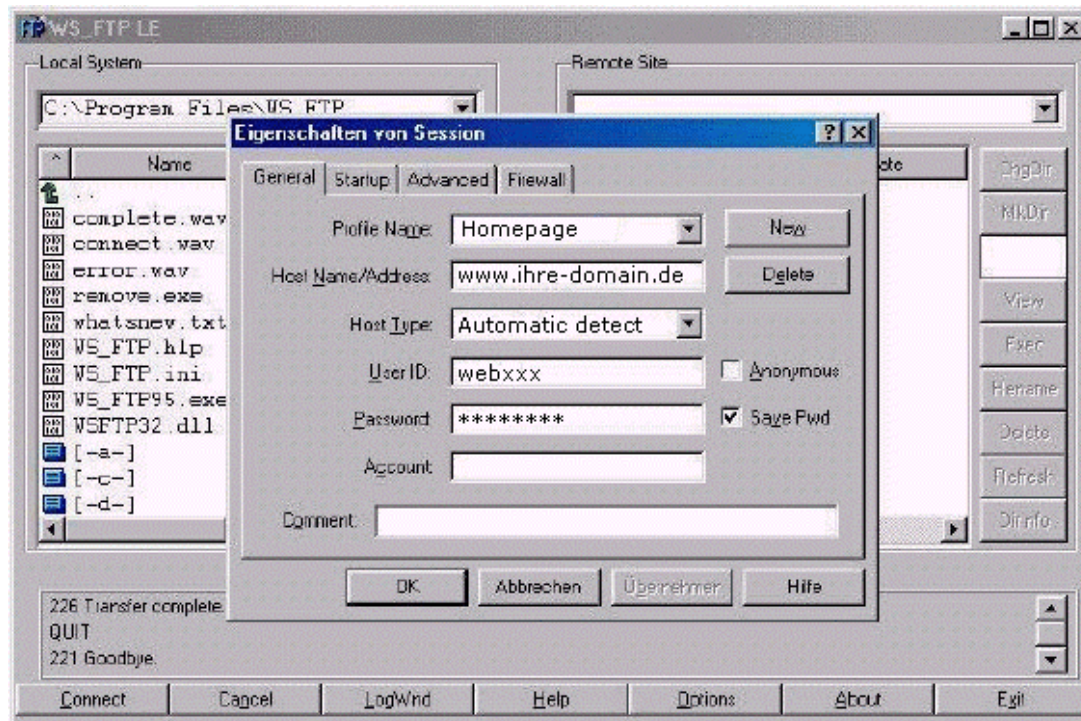 WS_FTP LE
Local System
Remote Site
C:\Program Files\WS_FTP
Eigenschaften von Session
Name
General Startup Advanced Firewall
ChgDir
MkDir
View
Exec
Rename
Delete
Refresh
DirInfo
..
complete.wav
connect.wav
error.wav
remove.exe
whatsnew.txt
WS_FTP.hlp
WS_FTP.ini
WS_FTP95.exe
WSFTP32.dll
[-a-]
[-c-]
[-d-]
Profile Name: Homepage New
Host Name/Address: www.ihre-domain.de Delete
Host Type: Automatic detect
User ID: webxxx Anonymous
Password: ******** Save Pwd
Account:
Comment:
OK Abbrechen Übernehmen Hilfe
226 Transfer complete.
QUIT
221 Goodbye.
Connect Cancel LogWnd Help Options About Exit